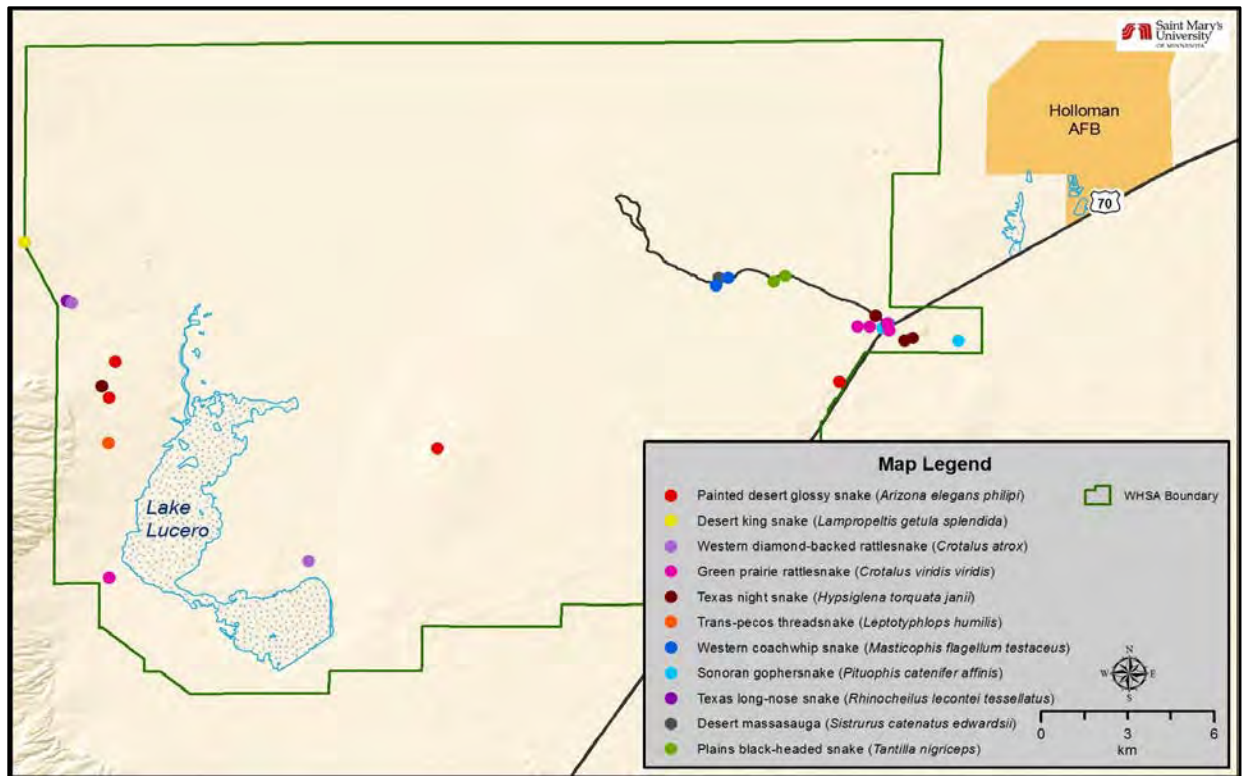 Saint Mary's
University
OF MINNESOTA
Holloman
AFB
70
Lake
Lucero
Map Legend
Painted desert glossy snake (Arizona elegans philipi)
WHSA Boundary
Desert king snake (Lampropeltis getula splendida)
Western diamond-backed rattlesnake (Crotalus atrox)
Green prairie rattlesnake (Crotalus viridis viridis)
Texas night snake (Hypsiglena torquata janii)
Trans-pecos threadsnake (Leptotyphlops humilis)
Western coachwhip snake (Masticophis flagellum testaceus)
Sonoran gophersnake (Pituophis catenifer affinis)
Texas long-nose snake (Rhinocheilus lecontei tessellatus)
Desert massasauga (Sistrurus catenatus edwardsii)
Plains black-headed snake (Tantilla nigriceps)
N
W E
S
0 3 6
km